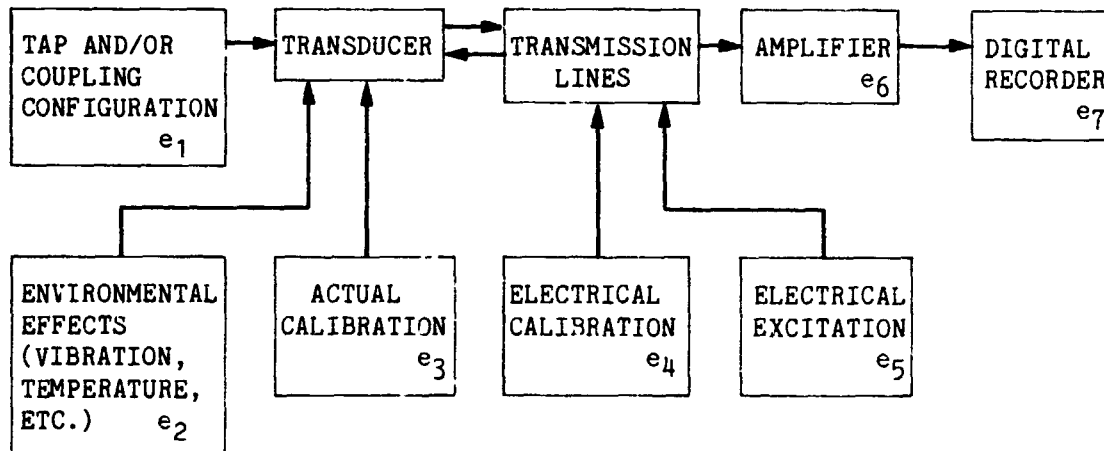 TAP AND/OR
COUPLING
CONFIGURATION
e1
TRANSDUCER
TRANSMISSION
LINES
AMPLIFIER
e6
DIGITAL
RECORDER
e7
ENVIRONMENTAL
EFFECTS
(VIBRATION,
TEMPERATURE,
ETC.) e2
ACTUAL
CALIBRATION
e3
ELECTRICAL
CALIBRATION
e4
ELECTRICAL
EXCITATION
e5